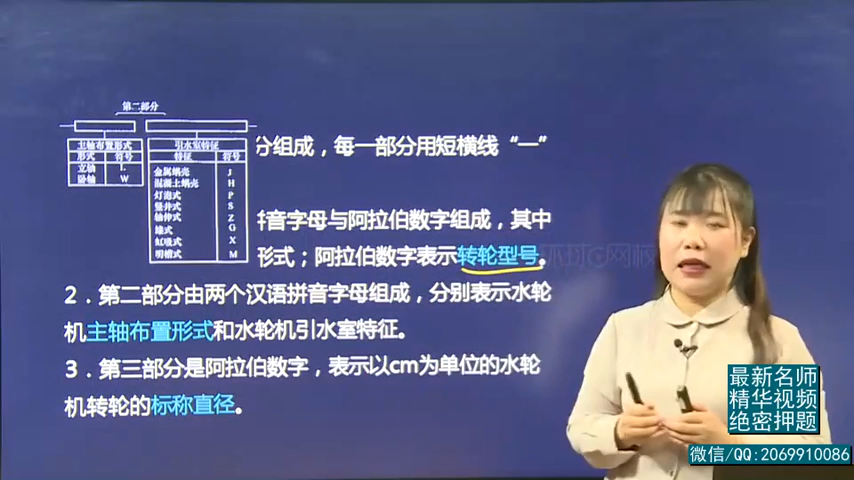 第二部分
主轴布置形式 引水室特征
形式 符号 特征 符号
立轴 L 金属蜗壳 J
卧轴 W 混凝土蜗壳 H
灯泡式 P
竖井式 S
轴伸式 Z
罐式 G
虹吸式 X
明槽式 M
分组成，每一部分用短横线“—”
音字母与阿拉伯数字组成，其中
形式；阿拉伯数字表示转轮型号。
2．第二部分由两个汉语拼音字母组成，分别表示水轮
机主轴布置形式和水轮机引水室特征。
3．第三部分是阿拉伯数字，表示以cm为单位的水轮
机转轮的标称直径。
最新名师
精华视频
绝密押题
微信/QQ:2069910086